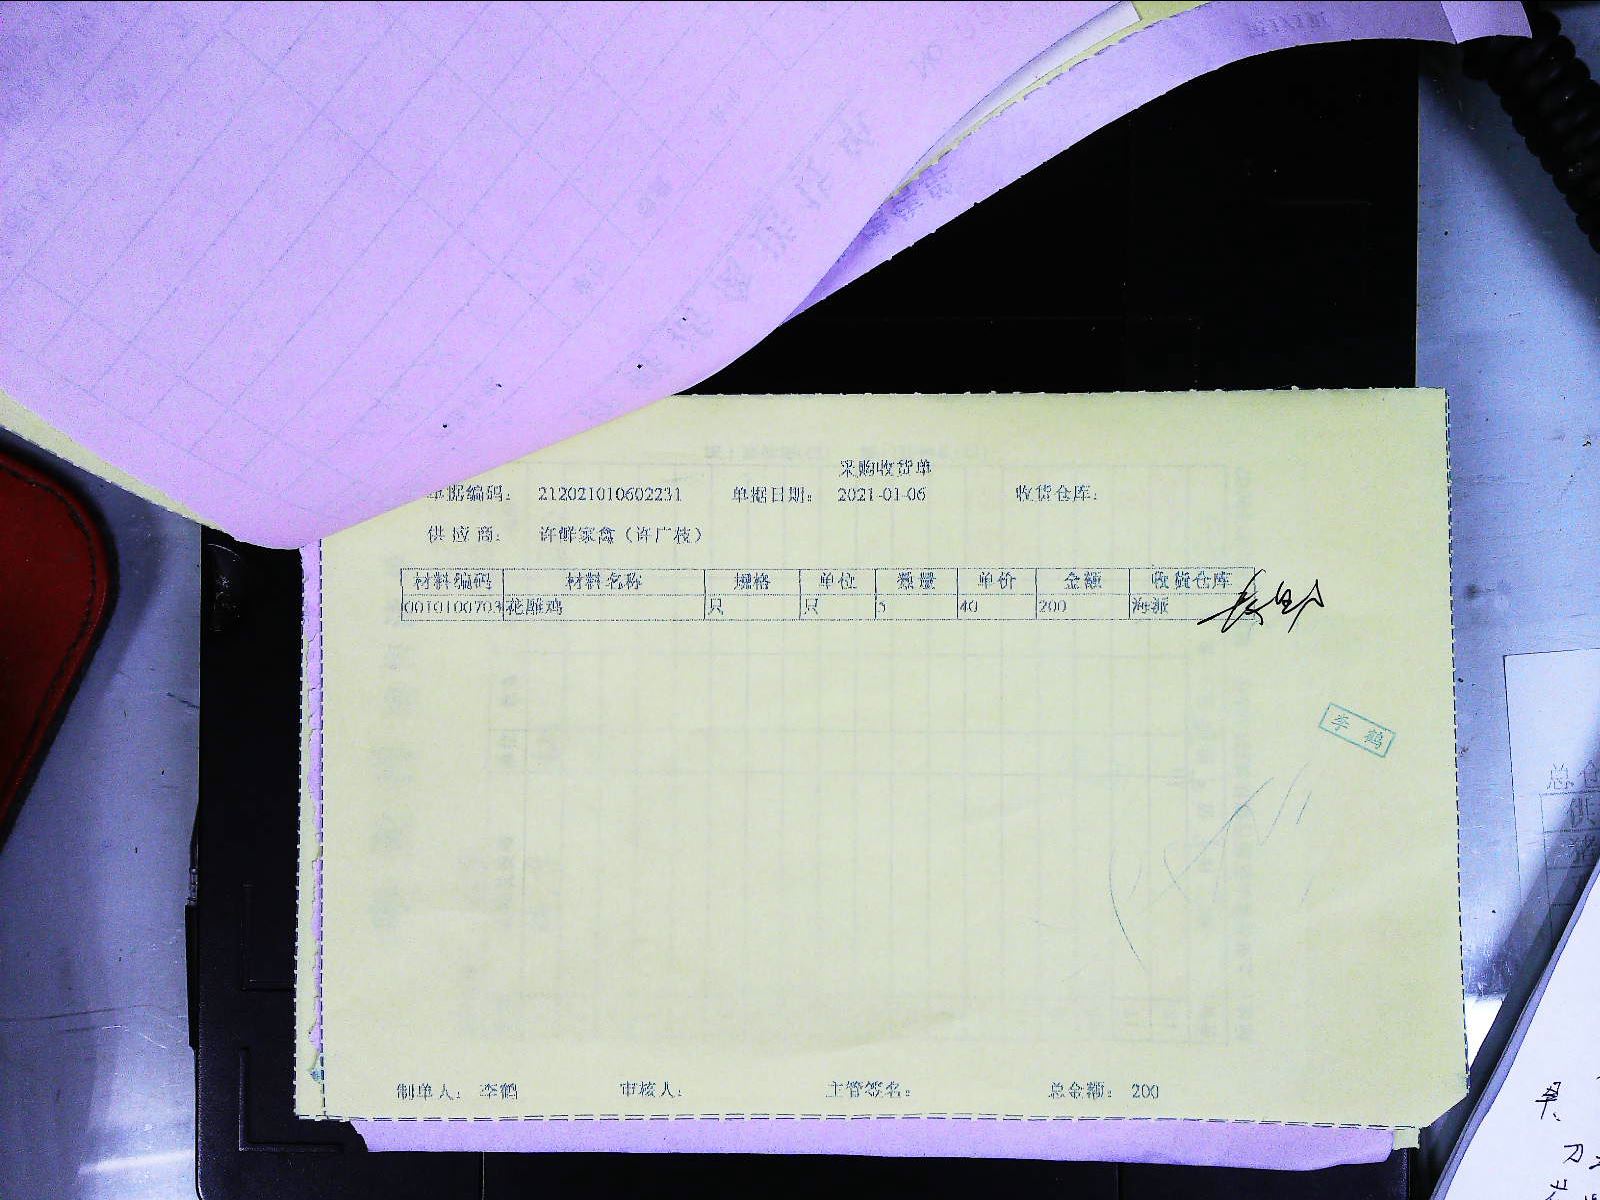 采购收货单
单据编码： 212021010602231 单据日期： 2021-01-06 收货仓库：
供应商： 许鲜家禽（许广枝）
材料编码 材料名称 规格 单位 数量 单价 金额 收货仓库
0010100703 花雕鸡 只 只 5 40 200 海派
李鹤
制单人： 李鹤 审核人： 主管签名： 总金额： 200
总仓
供